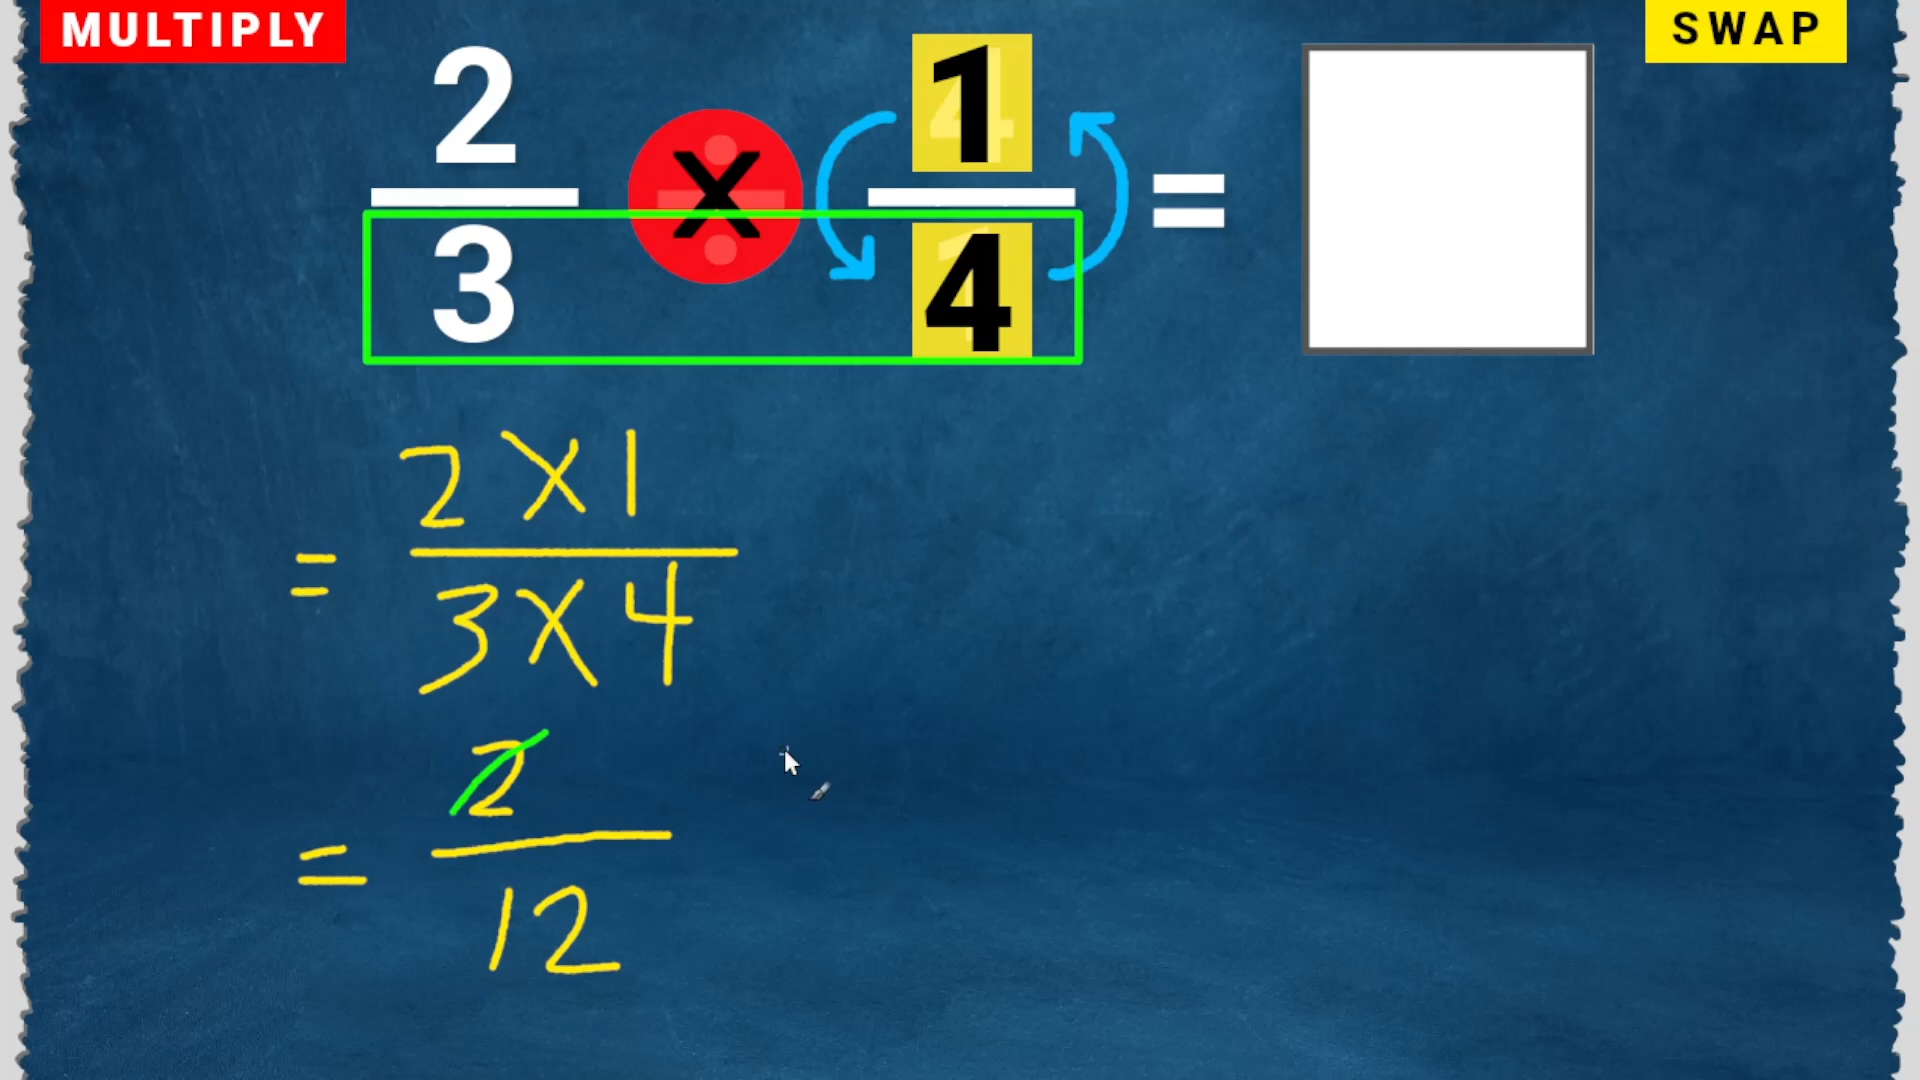 MULTIPLY
SWAP
2 1
X =
3 4
2 X 1
=
3 X 4
2
=
12